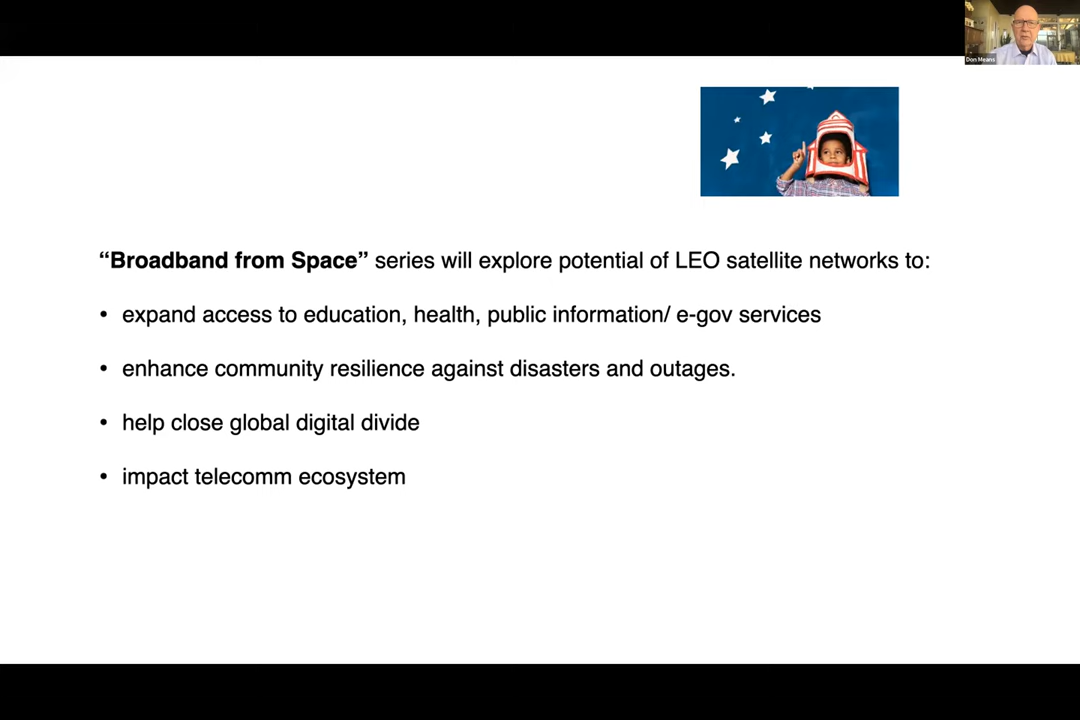 Don Means
“Broadband from Space” series will explore potential of LEO satellite networks to:
• expand access to education, health, public information/ e-gov services
• enhance community resilience against disasters and outages.
• help close global digital divide
• impact telecomm ecosystem